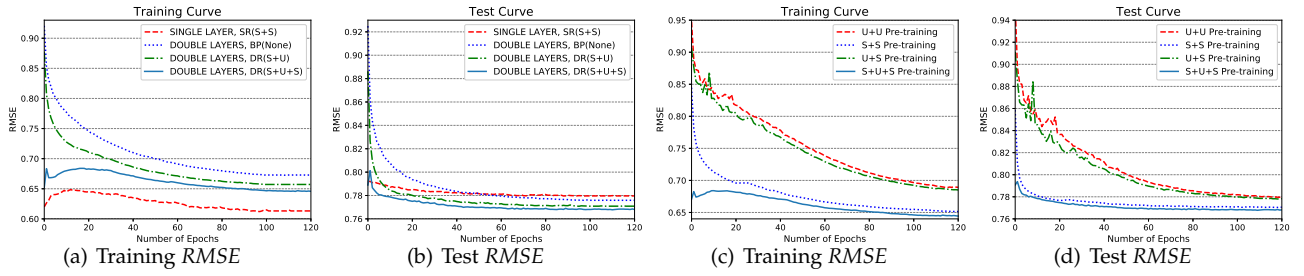 Training Curve
RMSE
0.90
0.85
0.80
0.75
0.70
0.65
0.60
SINGLE LAYER, SR(S+S)
DOUBLE LAYERS, BP(None)
DOUBLE LAYERS, DR(S+U)
DOUBLE LAYERS, DR(S+U+S)
0 20 40 60 80 100 120
Number of Epochs
(a) Training RMSE
Test Curve
RMSE
0.92
0.90
0.88
0.86
0.84
0.82
0.80
0.78
0.76
SINGLE LAYER, SR(S+S)
DOUBLE LAYERS, BP(None)
DOUBLE LAYERS, DR(S+U)
DOUBLE LAYERS, DR(S+U+S)
0 20 40 60 80 100 120
Number of Epochs
(b) Test RMSE
Training Curve
RMSE
0.95
0.90
0.85
0.80
0.75
0.70
0.65
U+U Pre-training
S+S Pre-training
U+S Pre-training
S+U+S Pre-training
0 20 40 60 80 100 120
Number of Epochs
(c) Training RMSE
Test Curve
RMSE
0.94
0.92
0.90
0.88
0.86
0.84
0.82
0.80
0.78
0.76
U+U Pre-training
S+S Pre-training
U+S Pre-training
S+U+S Pre-training
0 20 40 60 80 100 120
Number of Epochs
(d) Test RMSE